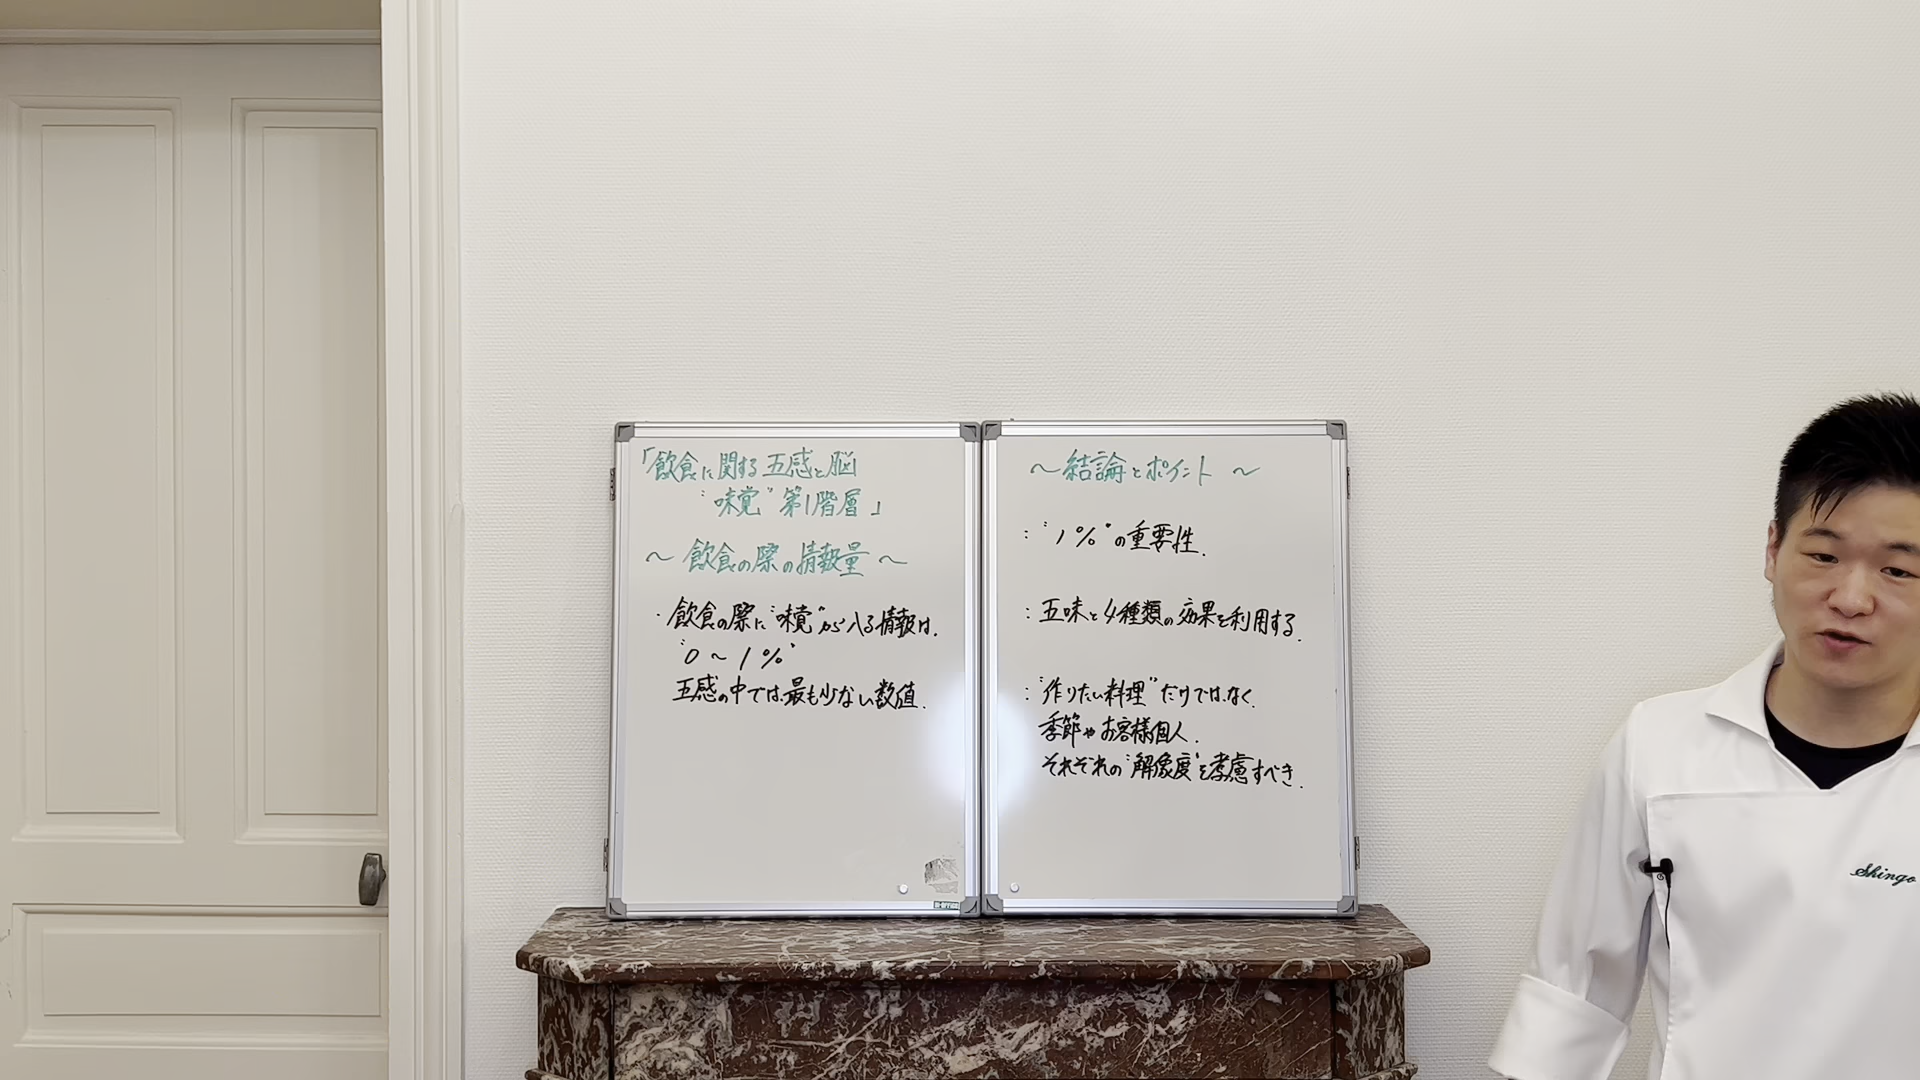 「飲食に関する五感と脳
"味覚" 第1階層」
〜 飲食の際の情報量 〜
・飲食の際に"味覚"から入る情報は、
"0〜1%"
五感の中では最も少ない数値.
〜結論とポイント 〜
: "1%"の重要性.
: 五味と4種類の効果を利用する.
: "作りたい料理"だけではなく、
季節やお客様個人、
それぞれの"解像度"を考慮すべき.
Shingo